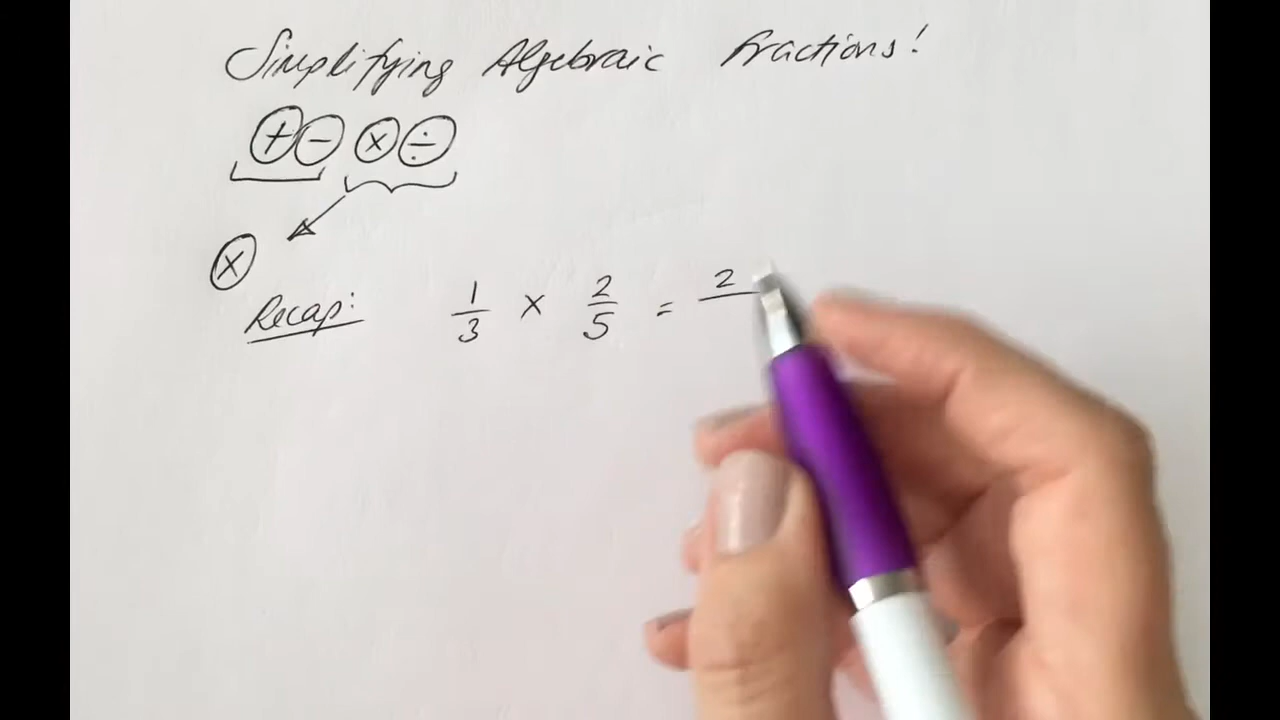 Simplifying Algebraic Fractions!
+ - × ÷
×
Recap: 1/3 × 2/5 = 2/